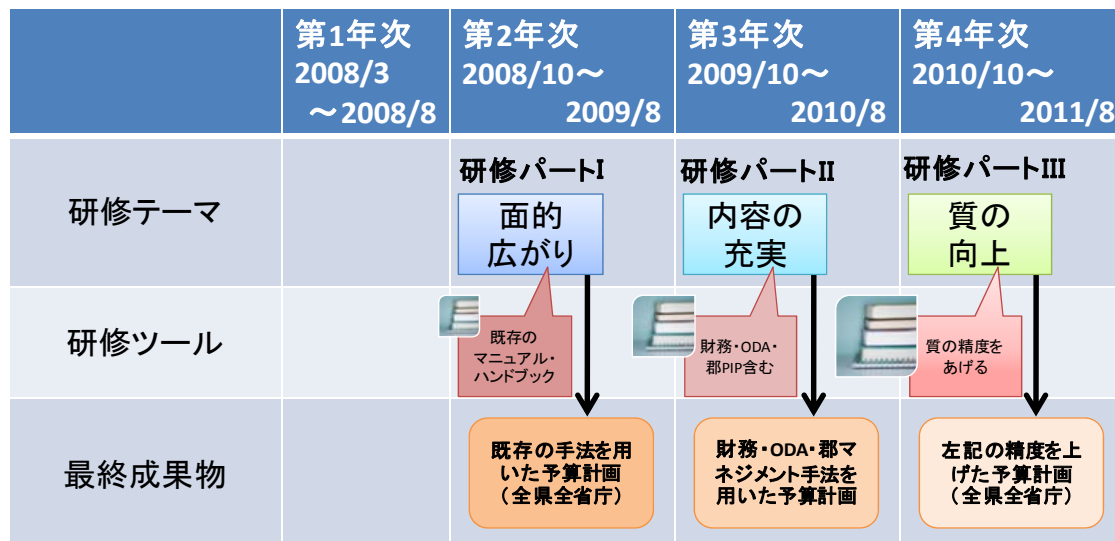 第1年次
2008/3
～2008/8
第2年次
2008/10～
2009/8
第3年次
2009/10～
2010/8
第4年次
2010/10～
2011/8
研修テーマ
研修パートI
面的
広がり
研修パートII
内容の
充実
研修パートIII
質の
向上
研修ツール
既存の
マニュアル・
ハンドブック
財務・ODA・
郡PIP含む
質の精度を
あげる
最終成果物
既存の手法を用
いた予算計画
（全県全省庁）
財務・ODA・郡マ
ネジメント手法を
用いた予算計画
左記の精度を上
げた予算計画
（全県全省庁）